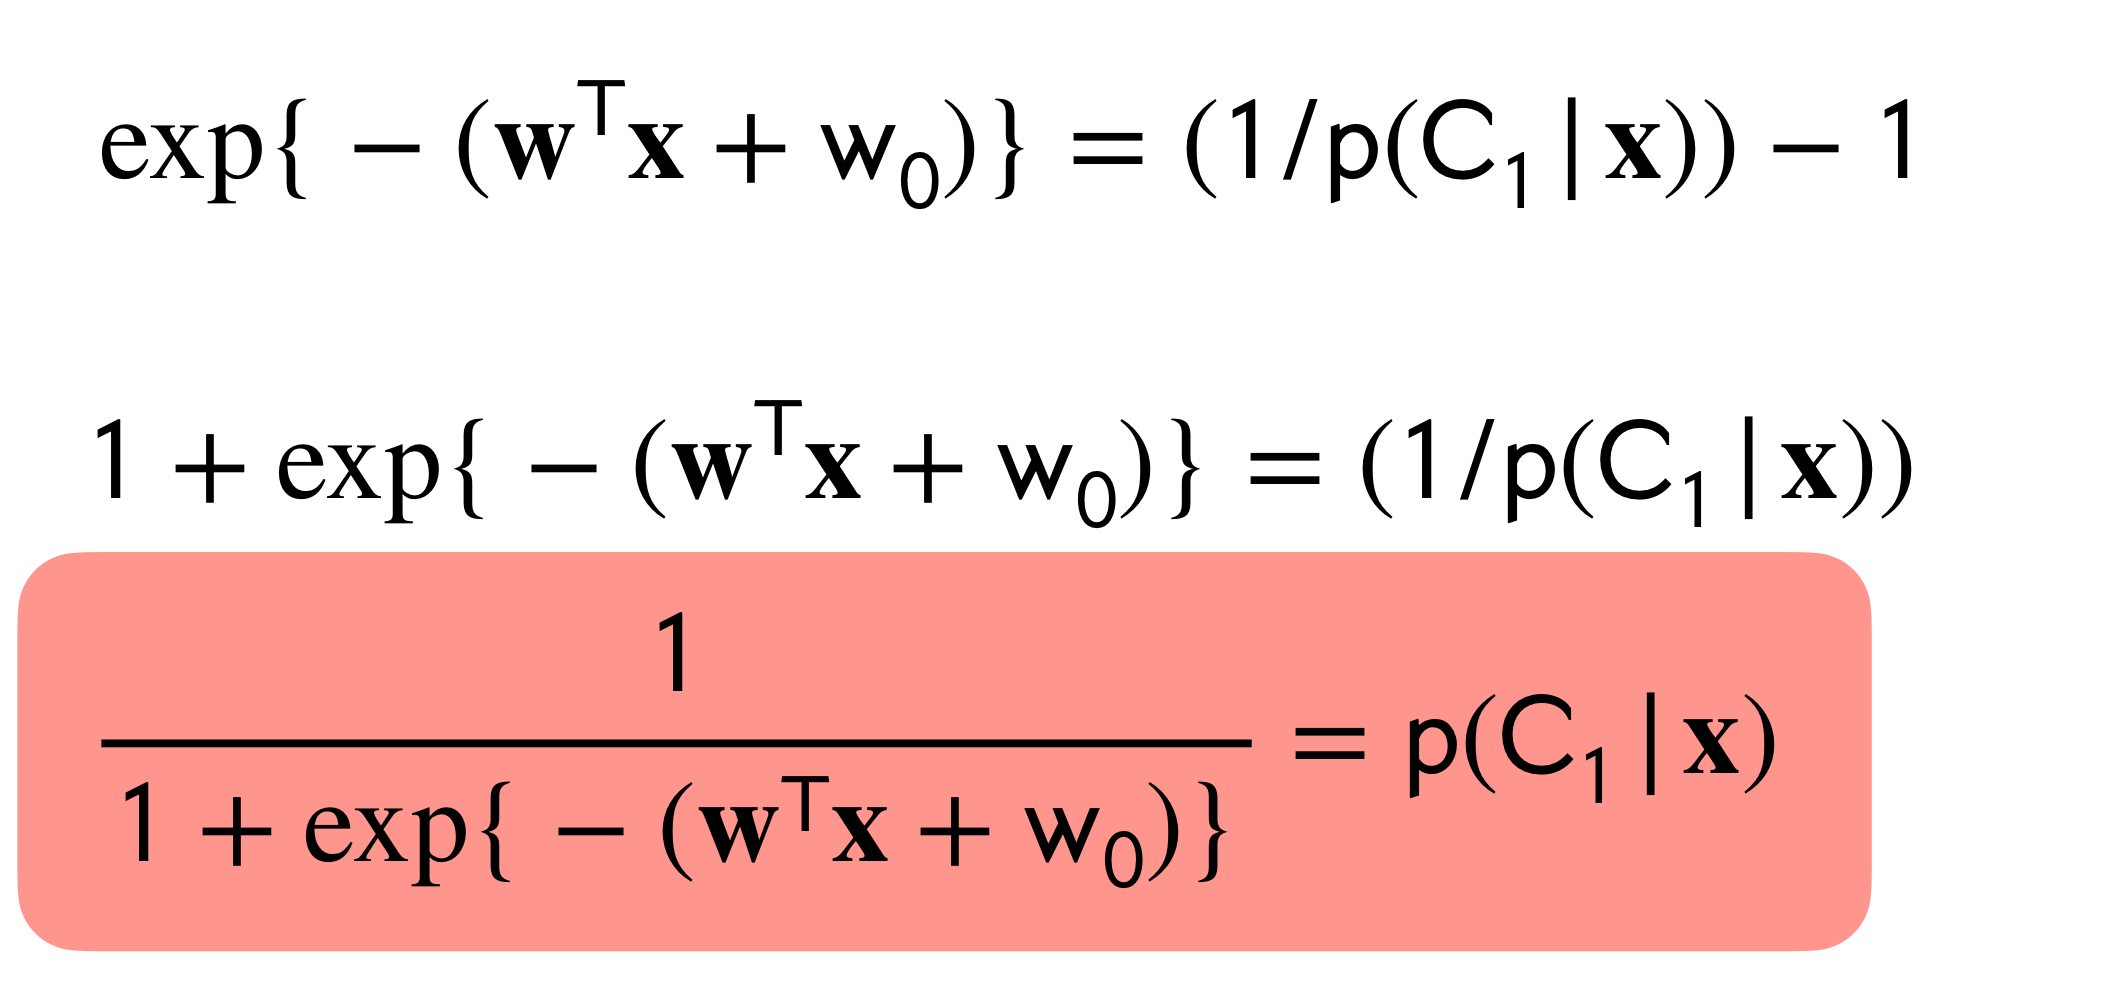 exp{ − (𝐰ᵀ𝐱 + w₀)} = (1/p(C₁ | 𝐱)) − 1
1 + exp{ − (𝐰ᵀ𝐱 + w₀)} = (1/p(C₁ | 𝐱))
1
1 + exp{ − (𝐰ᵀ𝐱 + w₀)}
= p(C₁ | 𝐱)